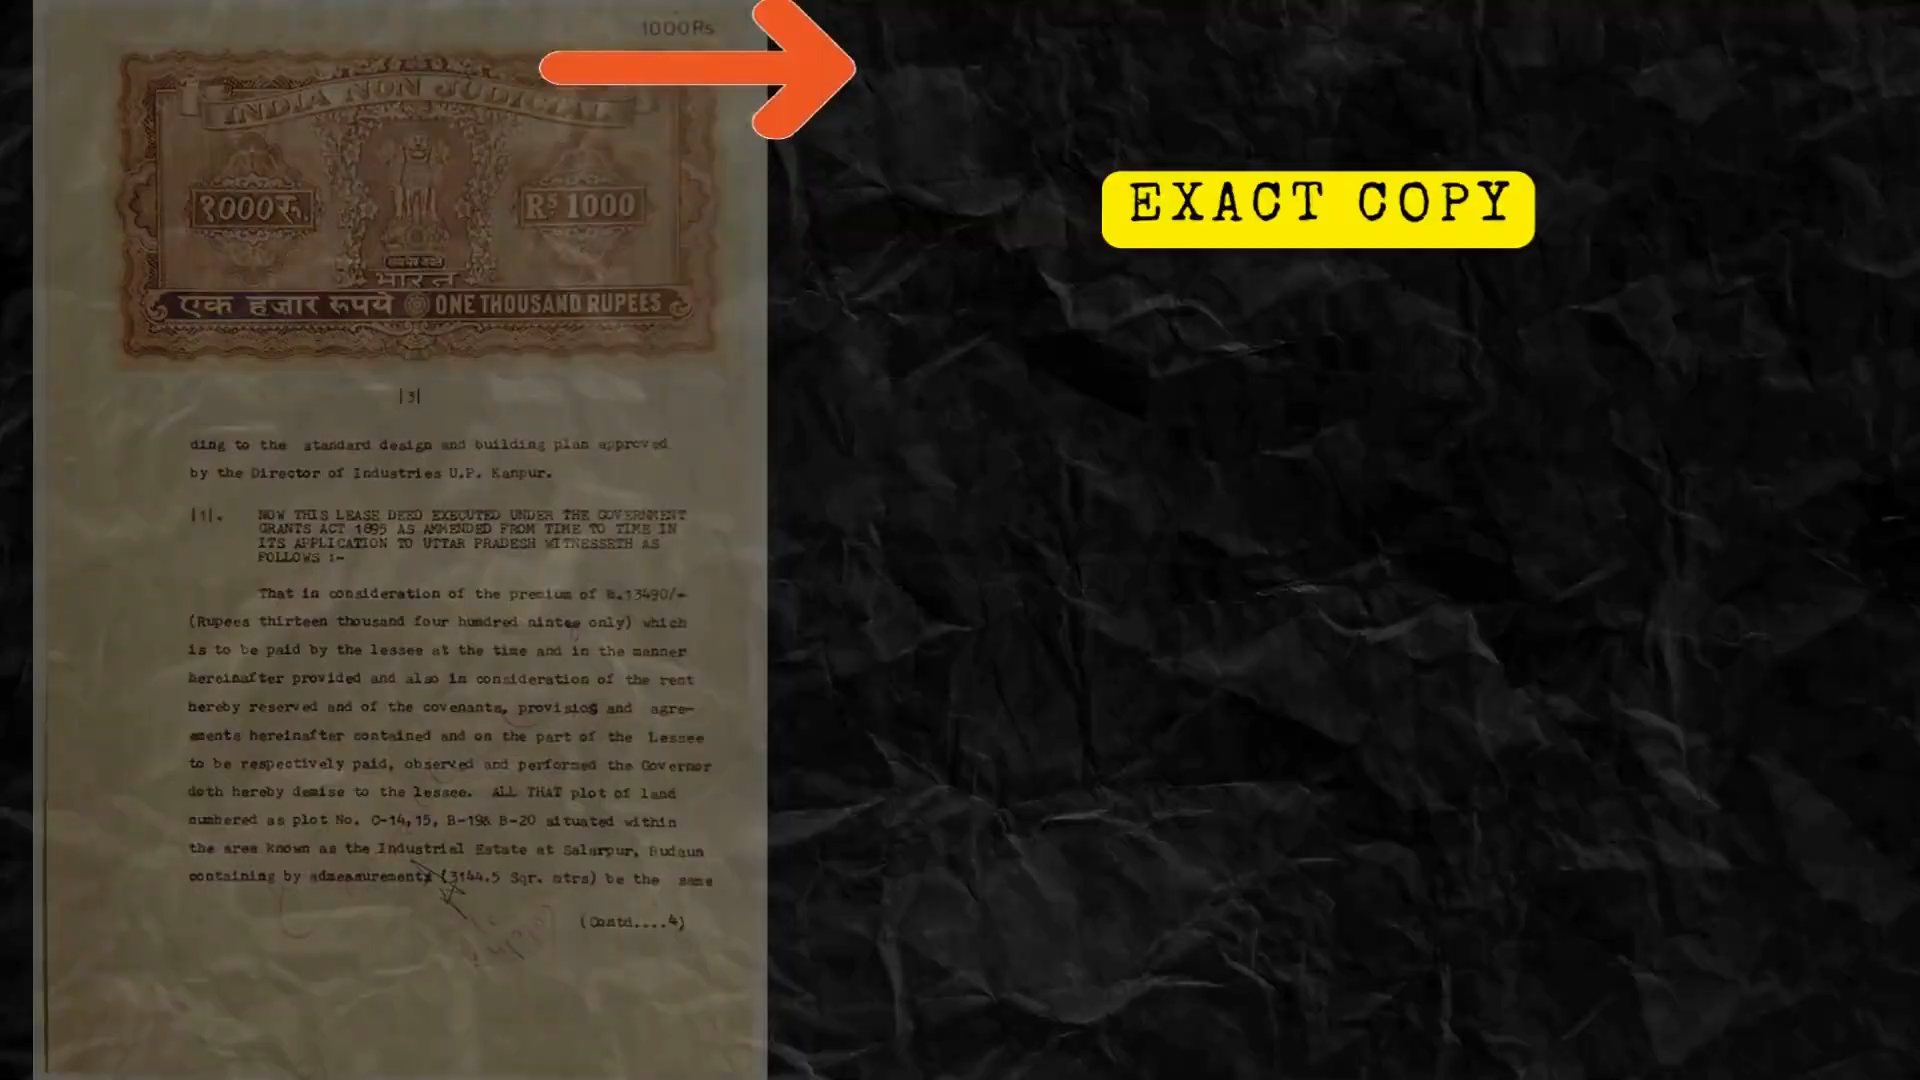 1000Rs.
INDIA NON JUDICIAL
१000रु.
Rs 1000
भारत
एक हजार रूपये ONE THOUSAND RUPEES
EXACT COPY
|3|
ding to the standard design and building plan approved
by the Director of Industries U.P. Kanpur.
|1|. NOW THIS LEASE DEED EXECUTED UNDER THE GOVERNMENT
GRANTS ACT 1895 AS AMMENDED FROM TIME TO TIME IN
ITS APPLICATION TO UTTAR PRADESH WITNESSETH AS
FOLLOWS :-
That in consideration of the premium of Rs.13490/-
(Rupees thirteen thousand four hundred nintee only) which
is to be paid by the lessee at the time and in the manner
hereinafter provided and also in consideration of the rent
hereby reserved and of the covenants, provisios and agre-
ements hereinafter contained and on the part of the Lessee
to be respectively paid, observed and performed the Governor
doth hereby demise to the lessee. ALL THAT plot of land
numbered as plot No. C-14,15, B-19& B-20 situated within
the area known as the Industrial Estate at Salarpur, Budaun
containing by admeasurements (3144.5 Sqr. mtrs) be the same
(Contd....4)